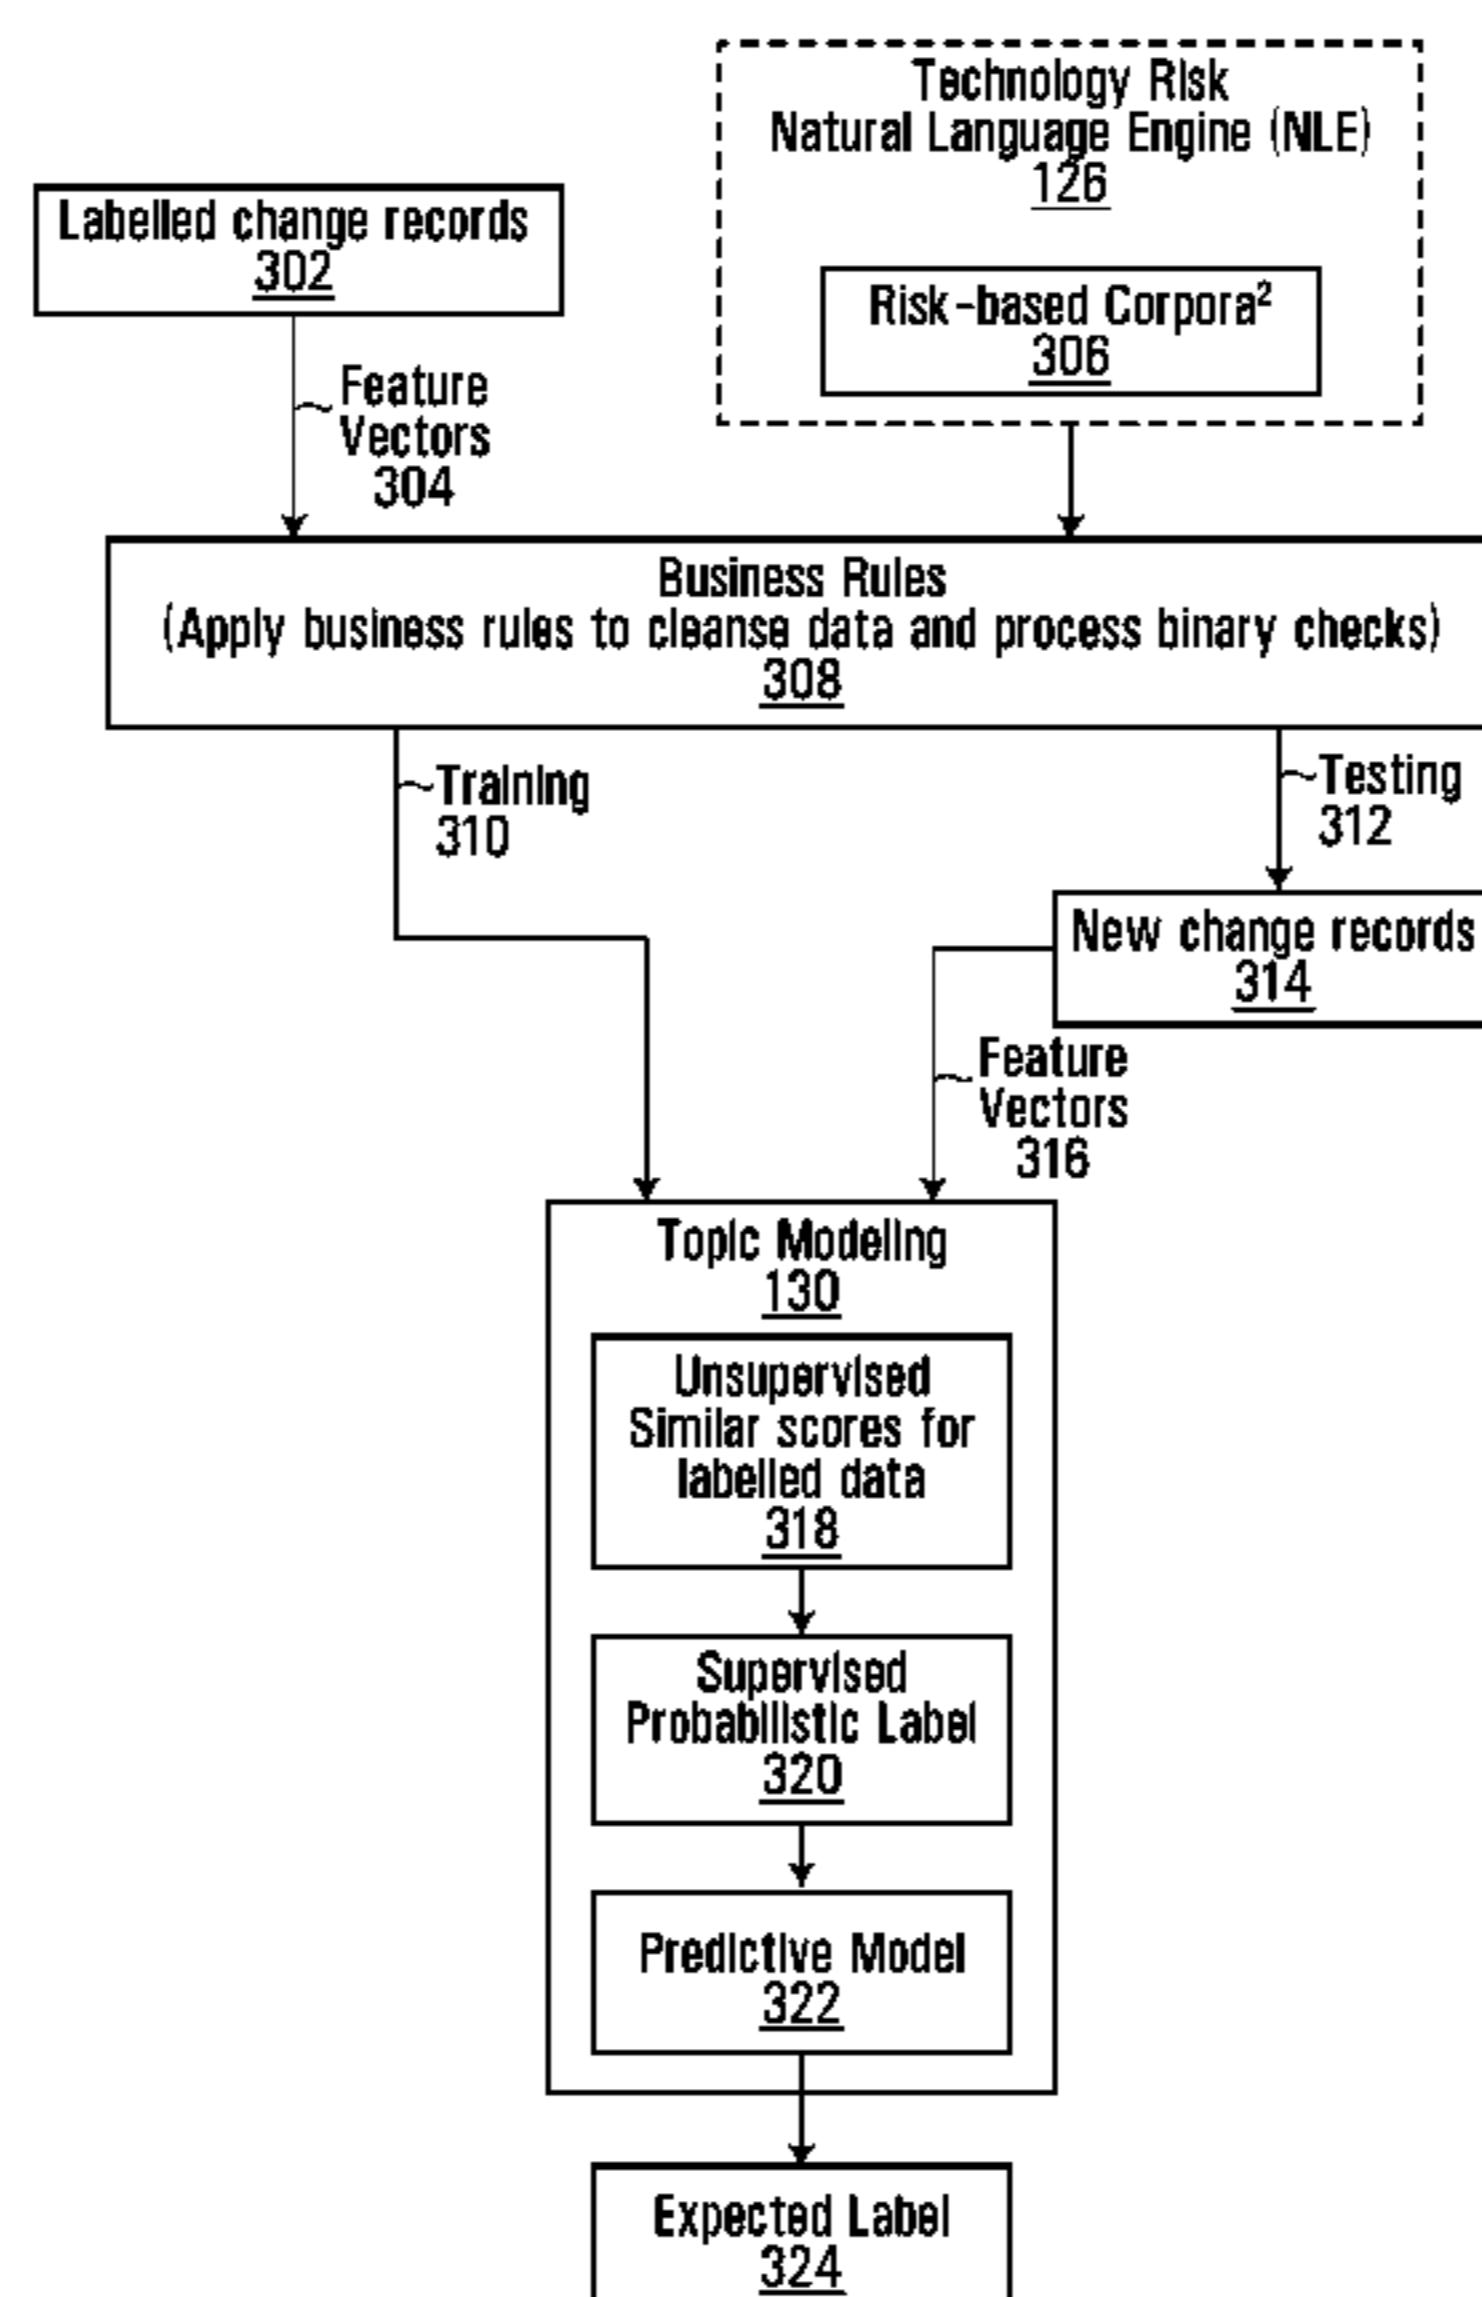 Technology Risk
Natural Language Engine (NLE)
126
Labelled change records
302
Risk-based Corpora²
306
Feature
Vectors
304
Business Rules
(Apply business rules to cleanse data and process binary checks)
308
Training
310
Testing
312
New change records
314
Feature
Vectors
316
Topic Modeling
130
Unsupervised
Similar scores for
labelled data
318
Supervised
Probabilistic Label
320
Predictive Model
322
Expected Label
324